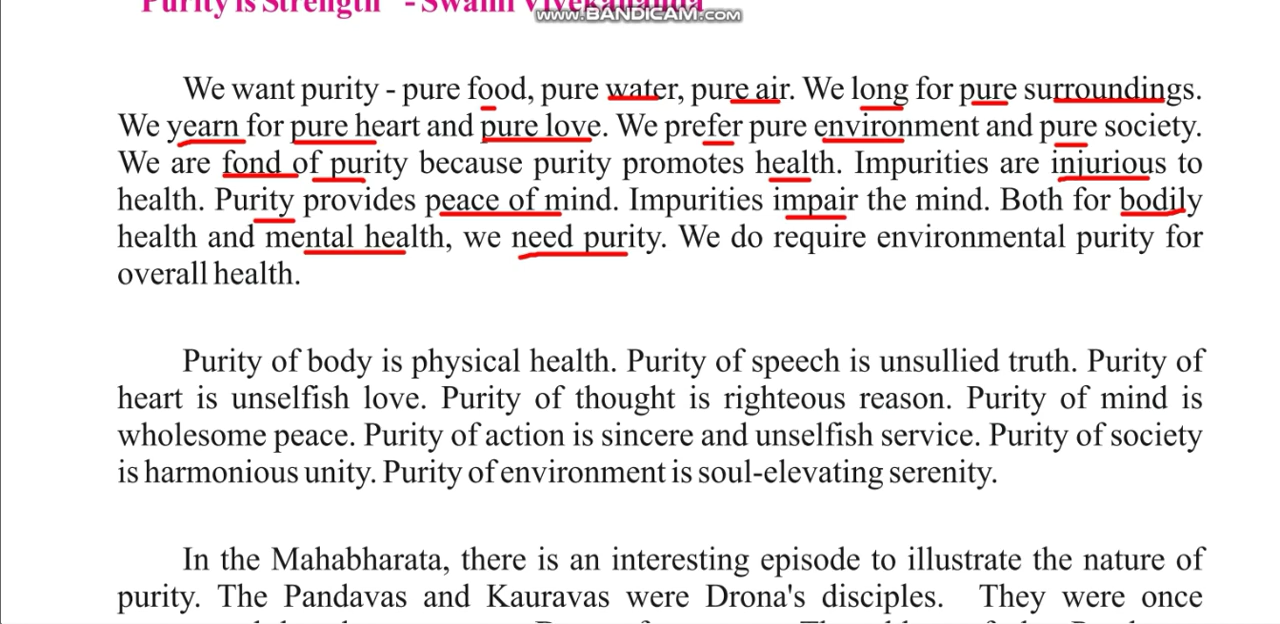 "Purity is Strength" - Swami Vivekananda
www.BANDICAM.com
We want purity - pure food, pure water, pure air. We long for pure surroundings.
We yearn for pure heart and pure love. We prefer pure environment and pure society.
We are fond of purity because purity promotes health. Impurities are injurious to
health. Purity provides peace of mind. Impurities impair the mind. Both for bodily
health and mental health, we need purity. We do require environmental purity for
overall health.
Purity of body is physical health. Purity of speech is unsullied truth. Purity of
heart is unselfish love. Purity of thought is righteous reason. Purity of mind is
wholesome peace. Purity of action is sincere and unselfish service. Purity of society
is harmonious unity. Purity of environment is soul-elevating serenity.
In the Mahabharata, there is an interesting episode to illustrate the nature of
purity. The Pandavas and Kauravas were Drona's disciples. They were once